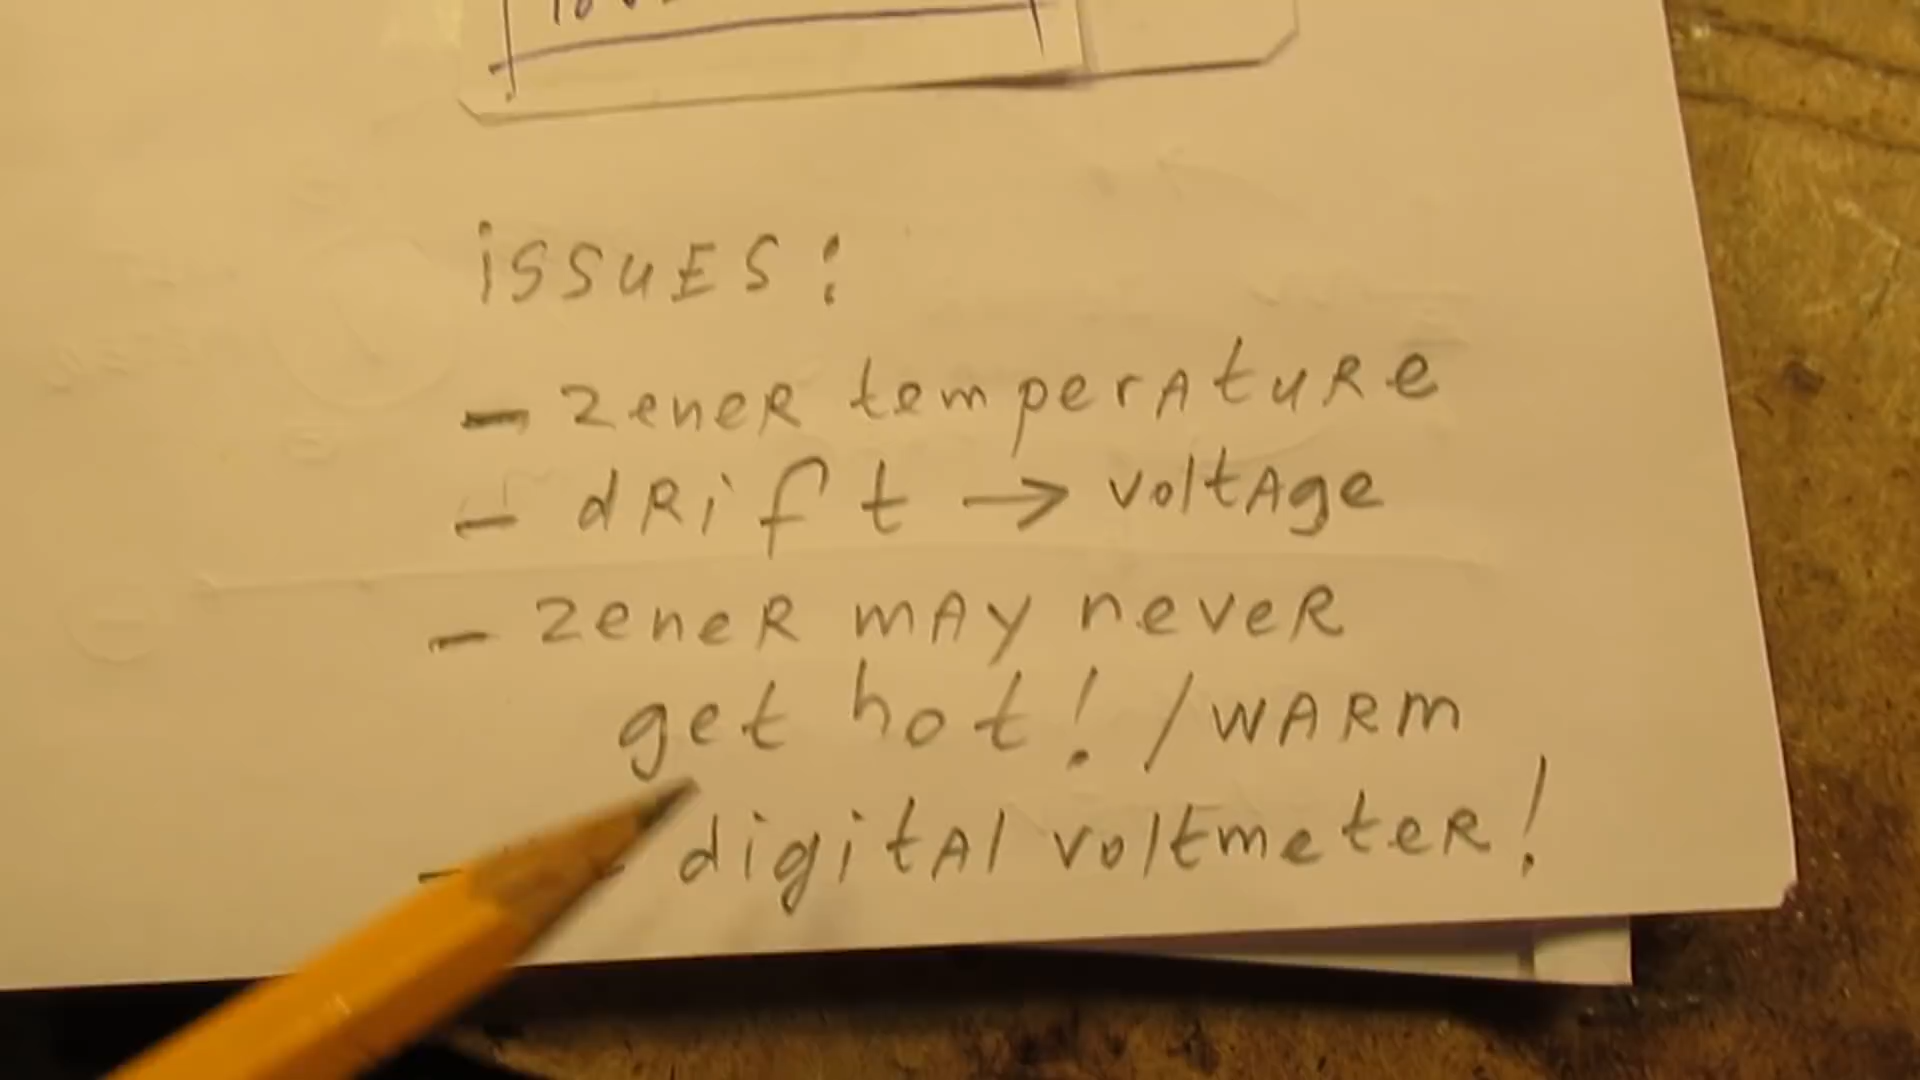 issuES:
- zeneR temperAtuRe
- dRift → voltAge
- zeneR mAy neveR
get hot! / wARm
- digitAl voltmeteR!